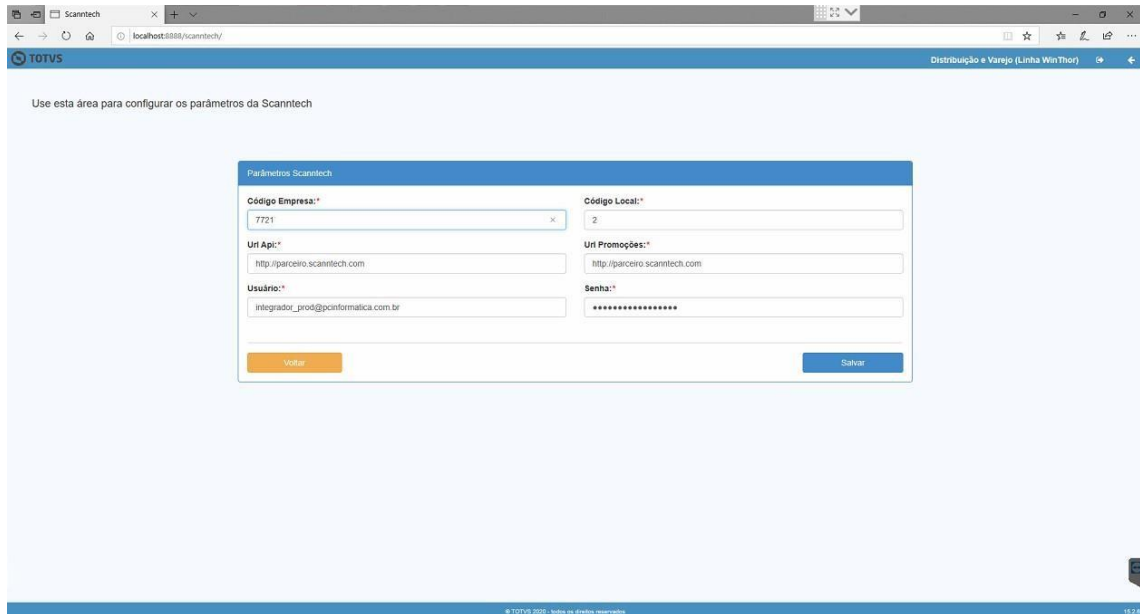 Scanntech
localhost:8888/scanntech/
TOTVS
Distribuição e Varejo (Linha WinThor)
Use esta área para configurar os parâmetros da Scanntech
Parâmetros Scanntech
Código Empresa:* Código Local:*
7721 2
Url Api:* Url Promoções:*
http://parceiro.scanntech.com http://parceiro.scanntech.com
Usuário:* Senha:*
integrador_prod@pcinformatica.com.br •••••••••••••••••
Voltar Salvar
© TOTVS 2020 - todos os direitos reservados